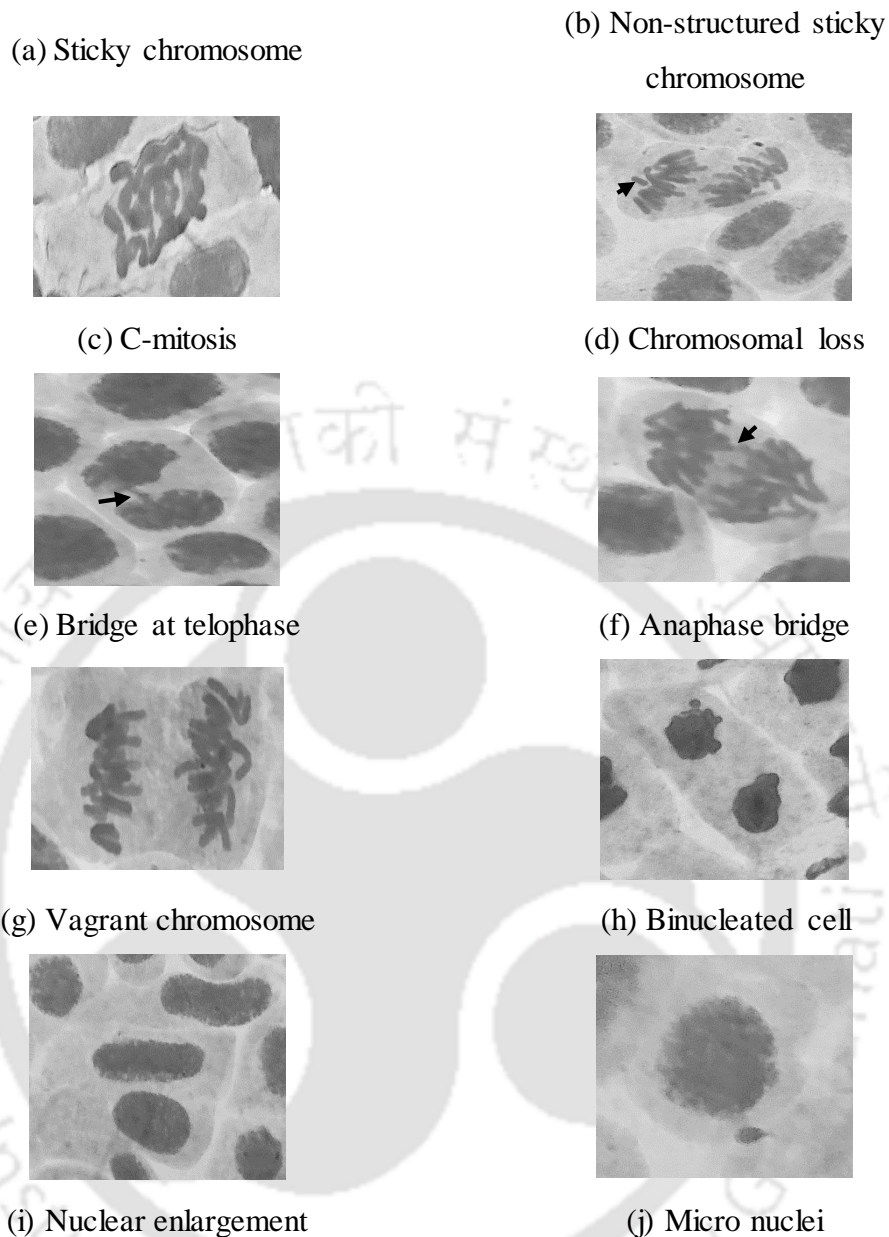 (a) Sticky chromosome
(b) Non-structured sticky
chromosome
(c) C-mitosis
(d) Chromosomal loss
(e) Bridge at telophase
(f) Anaphase bridge
(g) Vagrant chromosome
(h) Binucleated cell
(i) Nuclear enlargement
(j) Micro nuclei